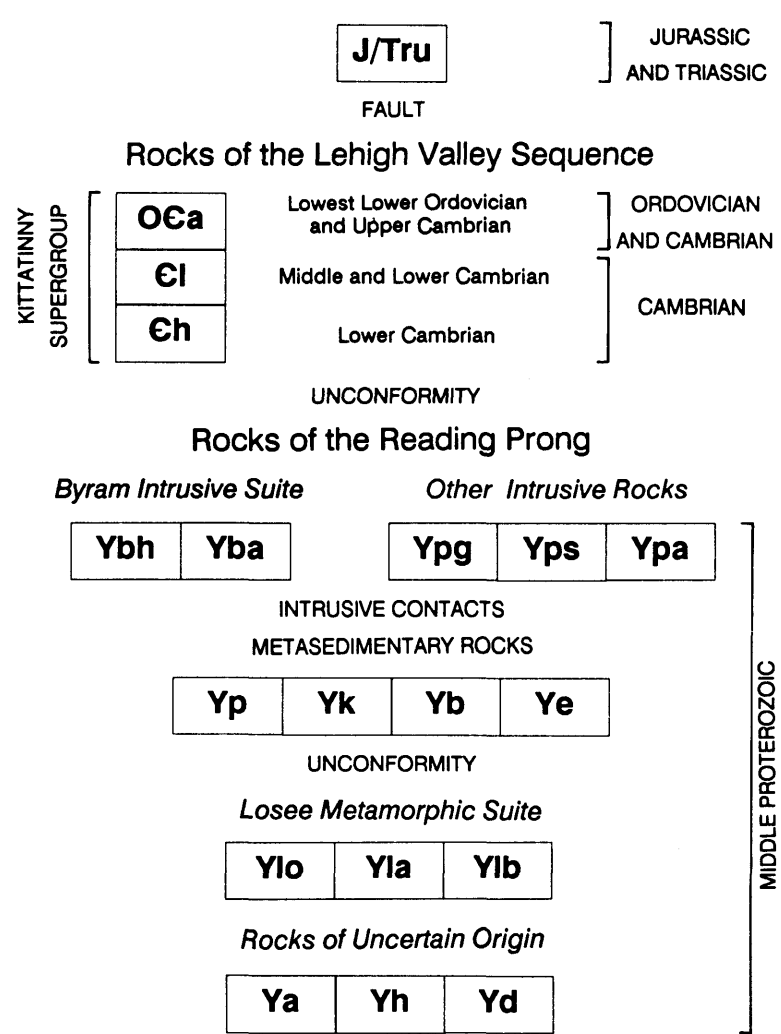 J/Tru
JURASSIC
AND TRIASSIC
FAULT
Rocks of the Lehigh Valley Sequence
KITTATINNY
SUPERGROUP
OЄa
Lowest Lower Ordovician
and Upper Cambrian
ORDOVICIAN
AND CAMBRIAN
Єl
Middle and Lower Cambrian
CAMBRIAN
Єh
Lower Cambrian
UNCONFORMITY
Rocks of the Reading Prong
Byram Intrusive Suite
Other Intrusive Rocks
Ybh Yba
Ypg Yps Ypa
INTRUSIVE CONTACTS
METASEDIMENTARY ROCKS
Yp Yk Yb Ye
UNCONFORMITY
Losee Metamorphic Suite
Ylo Yla Ylb
Rocks of Uncertain Origin
Ya Yh Yd
MIDDLE PROTEROZOIC